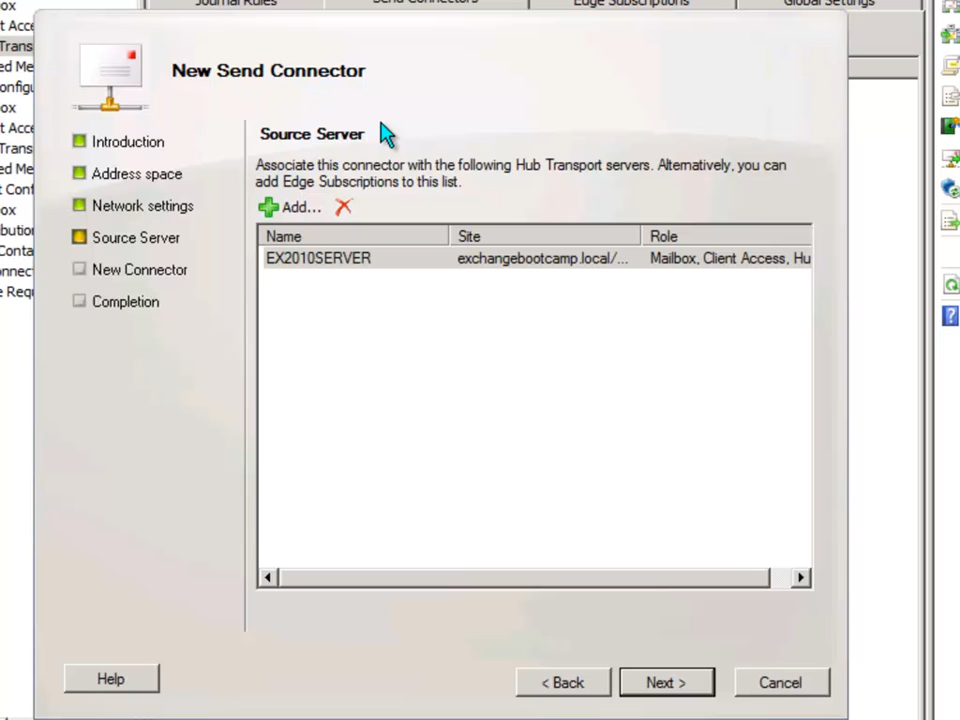 Journal Rules
Send Connectors
Edge Subscriptions
Global Settings
New Send Connector
Introduction
Address space
Network settings
Source Server
New Connector
Completion
Source Server
Associate this connector with the following Hub Transport servers. Alternatively, you can
add Edge Subscriptions to this list.
Add...
Name Site Role
EX2010SERVER exchangebootcamp.local/... Mailbox, Client Access, Hu
Help
< Back
Next >
Cancel